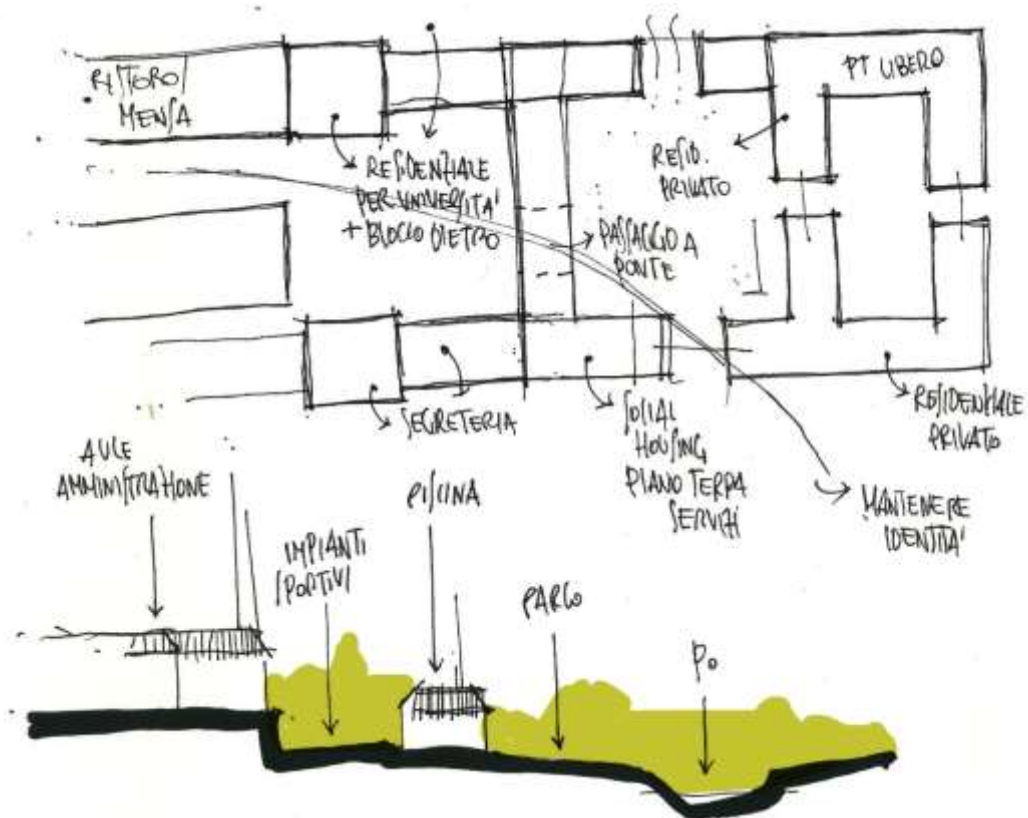 RISTORO/
MENSA
PT LIBERO
RESIDENZIALE
PER UNIVERSITA'
+ BLOCCO DIETRO
RESID.
PRIVATO
PASSAGGIO A
PONTE
SEGRETERIA
SOCIAL
HOUSING
PIANO TERRA
SERVIZI
RESIDENZIALE
PRIVATO
MANTENERE
IDENTITA'
AULE
AMMINISTRAZIONE
IMPIANTI
SPORTIVI
PISCINA
PARCO
Po